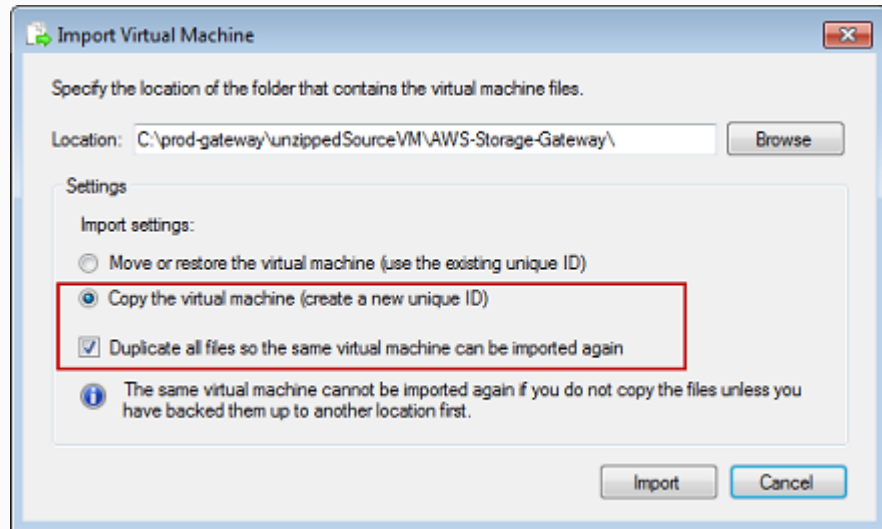 Import Virtual Machine
Specify the location of the folder that contains the virtual machine files.
Location: C:\prod-gateway\unzippedSourceVM\AWS-Storage-Gateway\ Browse
Settings
Import settings:
Move or restore the virtual machine (use the existing unique ID)
Copy the virtual machine (create a new unique ID)
Duplicate all files so the same virtual machine can be imported again
The same virtual machine cannot be imported again if you do not copy the files unless you
have backed them up to another location first.
Import Cancel